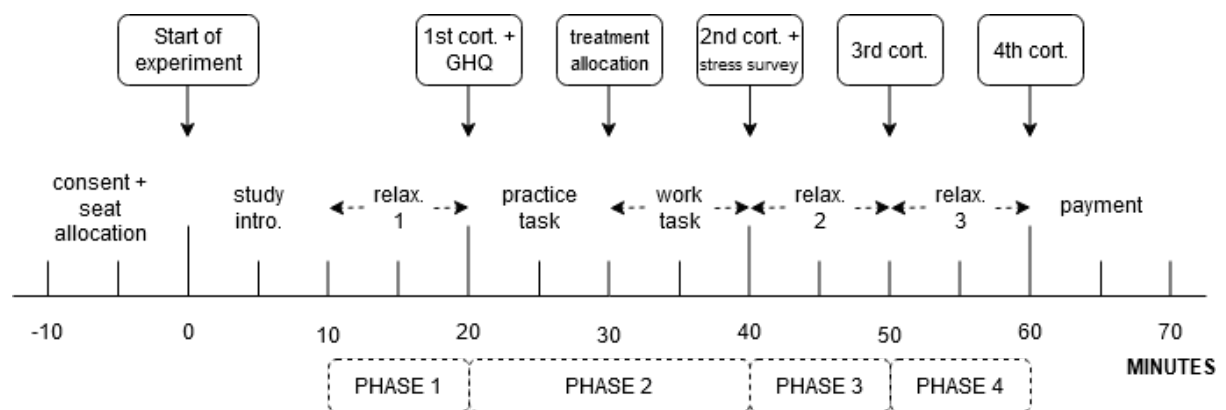 Start of
experiment
1st cort. +
GHQ
treatment
allocation
2nd cort. +
stress survey
3rd cort.
4th cort.
consent +
seat
allocation
study
intro.
relax.
1
practice
task
work
task
relax.
2
relax.
3
payment
-10 0 10 20 30 40 50 60 70
MINUTES
PHASE 1 PHASE 2 PHASE 3 PHASE 4